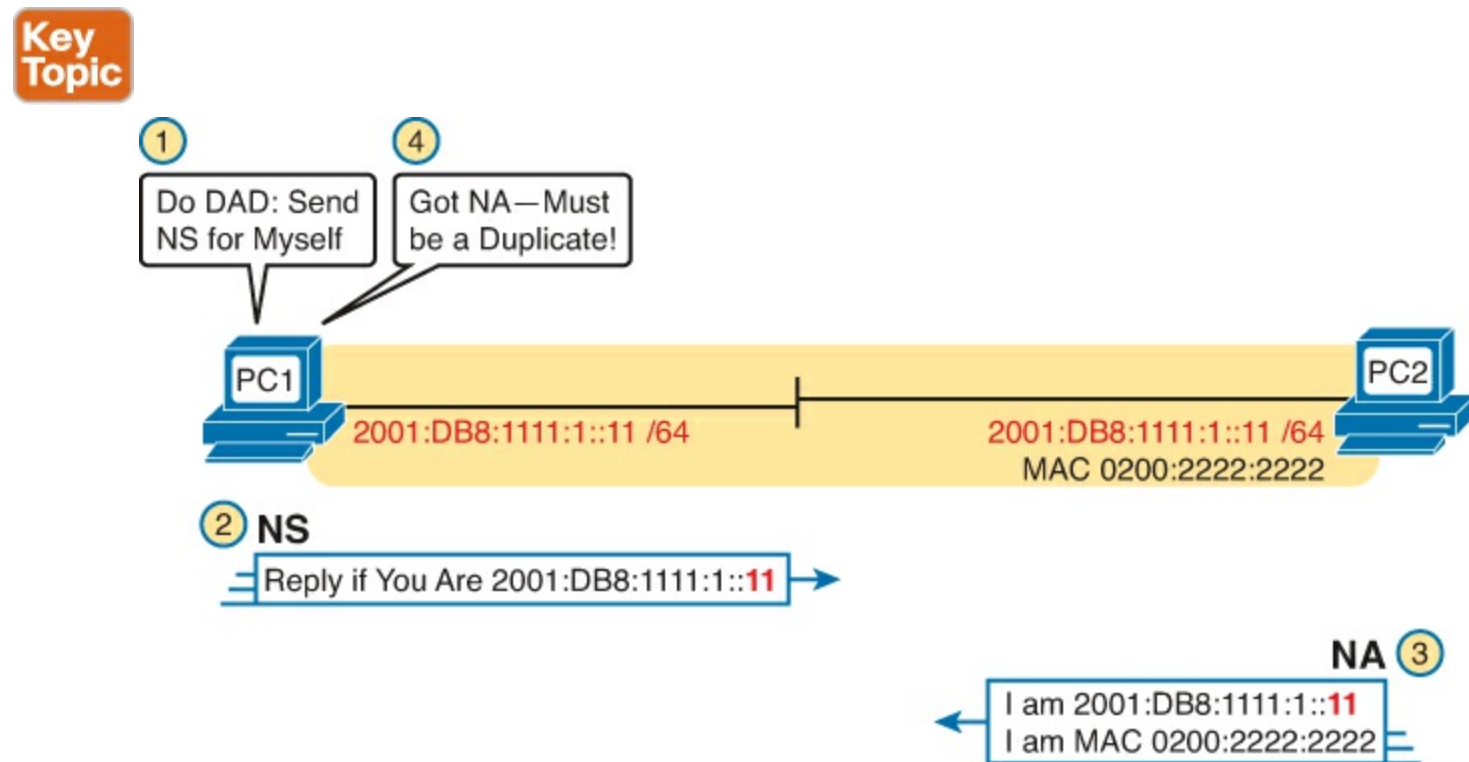 Key
Topic
1
Do DAD: Send
NS for Myself
4
Got NA—Must
be a Duplicate!
PC1
PC2
2001:DB8:1111:1::11 /64
2001:DB8:1111:1::11 /64
MAC 0200:2222:2222
2 NS
Reply if You Are 2001:DB8:1111:1::11
NA 3
I am 2001:DB8:1111:1::11
I am MAC 0200:2222:2222